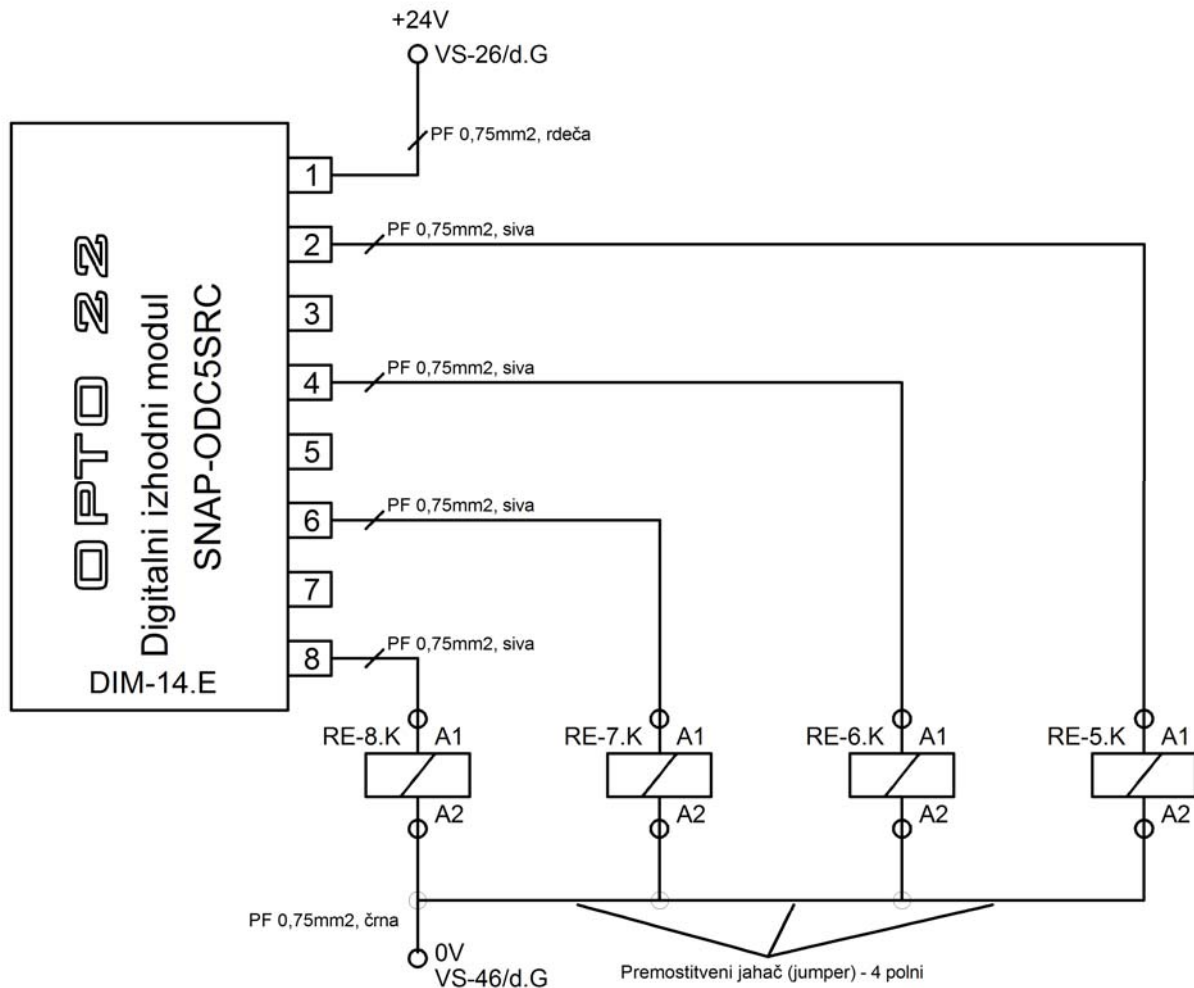 +24V
VS-26/d.G
PF 0,75mm2, rdeča
1
2
PF 0,75mm2, siva
3
4
PF 0,75mm2, siva
5
6
PF 0,75mm2, siva
7
8
PF 0,75mm2, siva
OPTO 22
Digitalni izhodni modul
SNAP-ODC5SRC
DIM-14.E
RE-8.K A1
A2
RE-7.K A1
A2
RE-6.K A1
A2
RE-5.K A1
A2
PF 0,75mm2, črna
0V
VS-46/d.G
Premostitveni jahač (jumper) - 4 polni